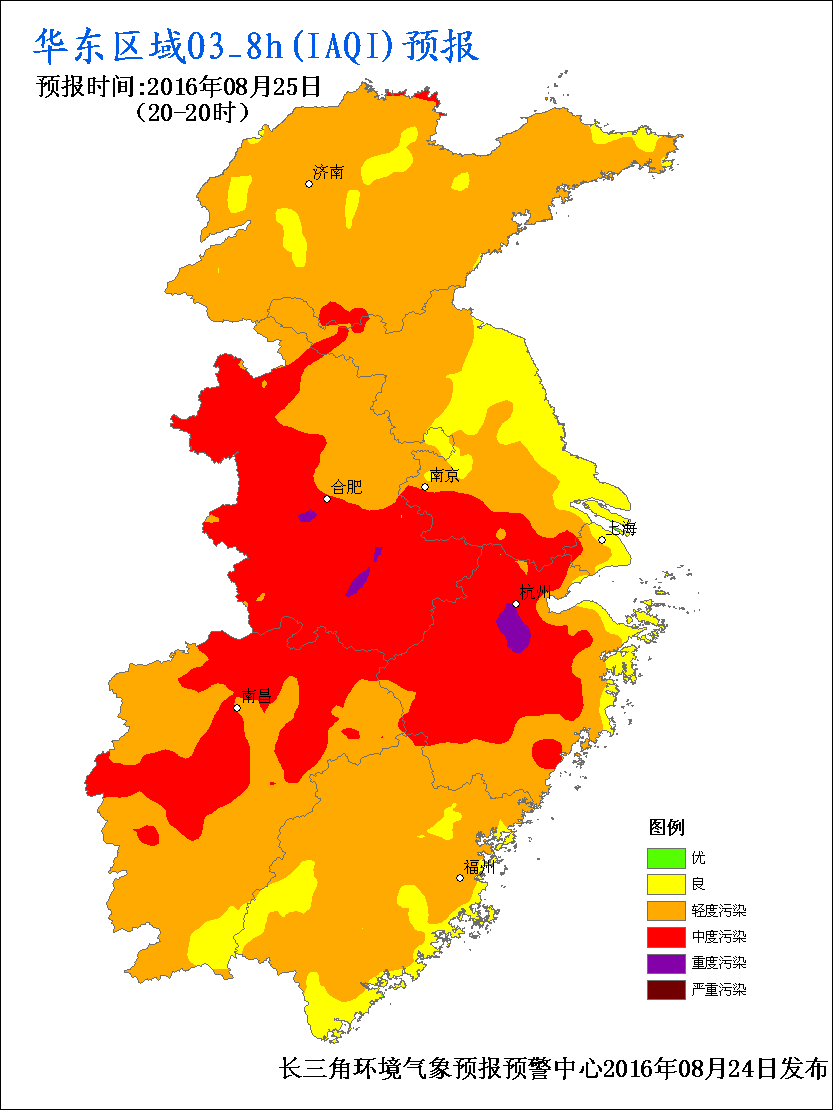 华东区域O3_8h(IAQI)预报
预报时间:2016年08月25日
（20-20时）
济南
南京
合肥
上海
杭州
南昌
福州
图例
优
良
轻度污染
中度污染
重度污染
严重污染
长三角环境气象预报预警中心2016年08月24日发布